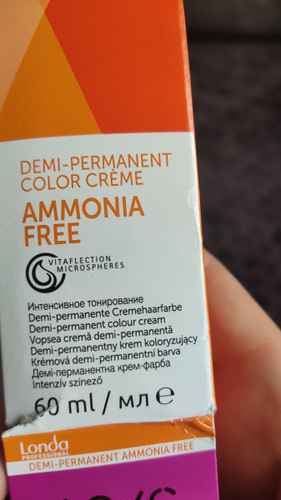 DEMI-PERMANENT
COLOR CRÈME
AMMONIA
FREE
VITAFLECTION
MICROSPHERES
Интенсивное тонирование
Demi-permanente Cremehaarfarbe
Demi-permanent colour cream
Vopsea cremă demi-permanentă
Demi-permanentny krem koloryzujący
Krémová demi-permanentní barva
Демі-перманентна крем-фарба
Intenzív színező
60 ml / мл e
Londa
PROFESSIONAL
DEMI-PERMANENT AMMONIA FREE